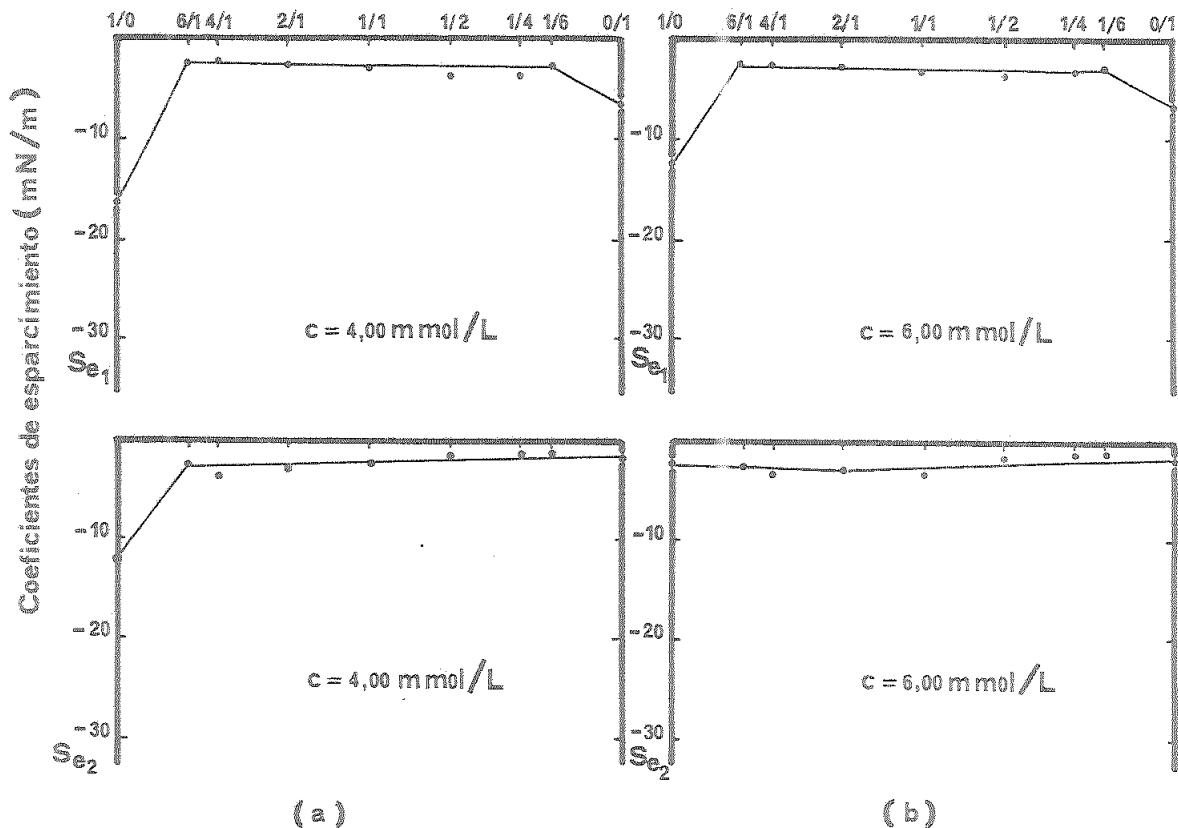 1/0 6/1 4/1 2/1 1/1 1/2 1/4 1/6 0/1
1/0 6/1 4/1 2/1 1/1 1/2 1/4 1/6 0/1
Coeficientes de esparcimiento (mN/m)
-10
-20
-30
Se1
c = 4,00 m mol/L
-10
-20
-30
Se1
c = 6,00 m mol/L
-10
-20
-30
Se2
c = 4,00 m mol/L
-10
-20
-30
Se2
c = 6,00 m mol/L
(a)
(b)